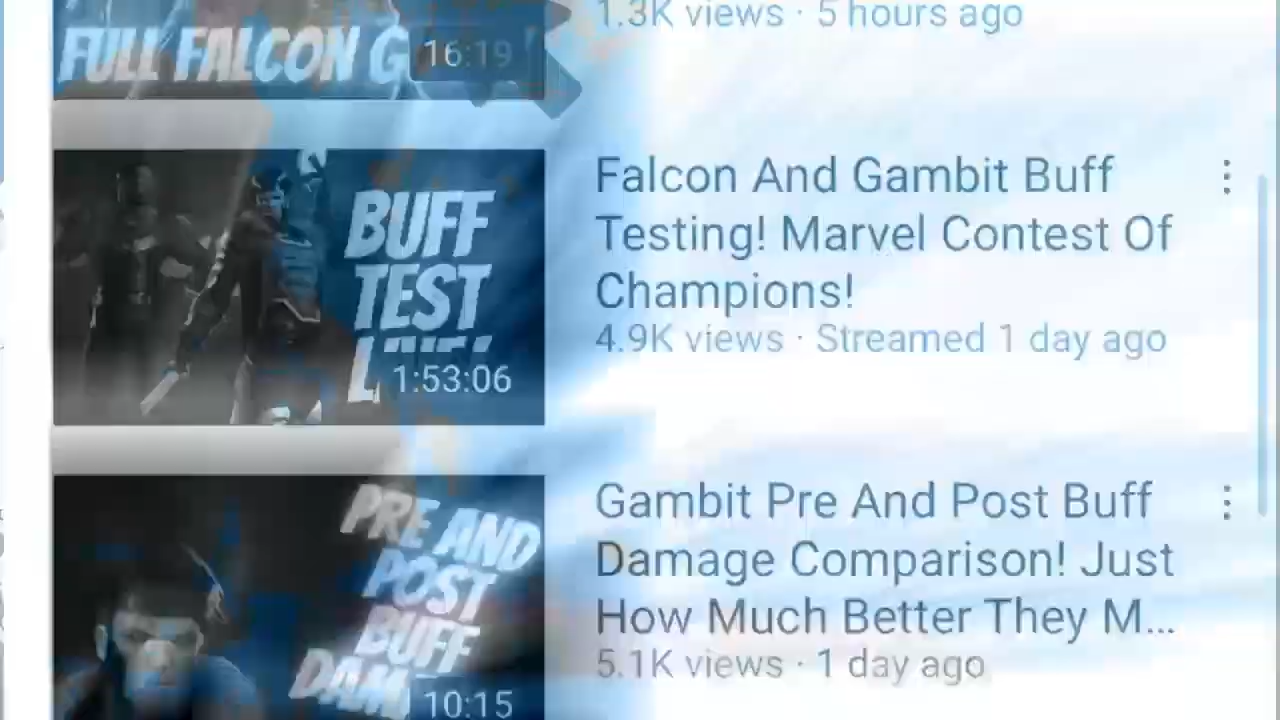 FULL FALCON G
16:19
1.3K views · 5 hours ago
BUFF
TEST
1:53:06
Falcon And Gambit Buff
Testing! Marvel Contest Of
Champions!
4.9K views · Streamed 1 day ago
PRE AND
POST
BUFF
10:15
Gambit Pre And Post Buff
Damage Comparison! Just
How Much Better They M...
5.1K views · 1 day ago